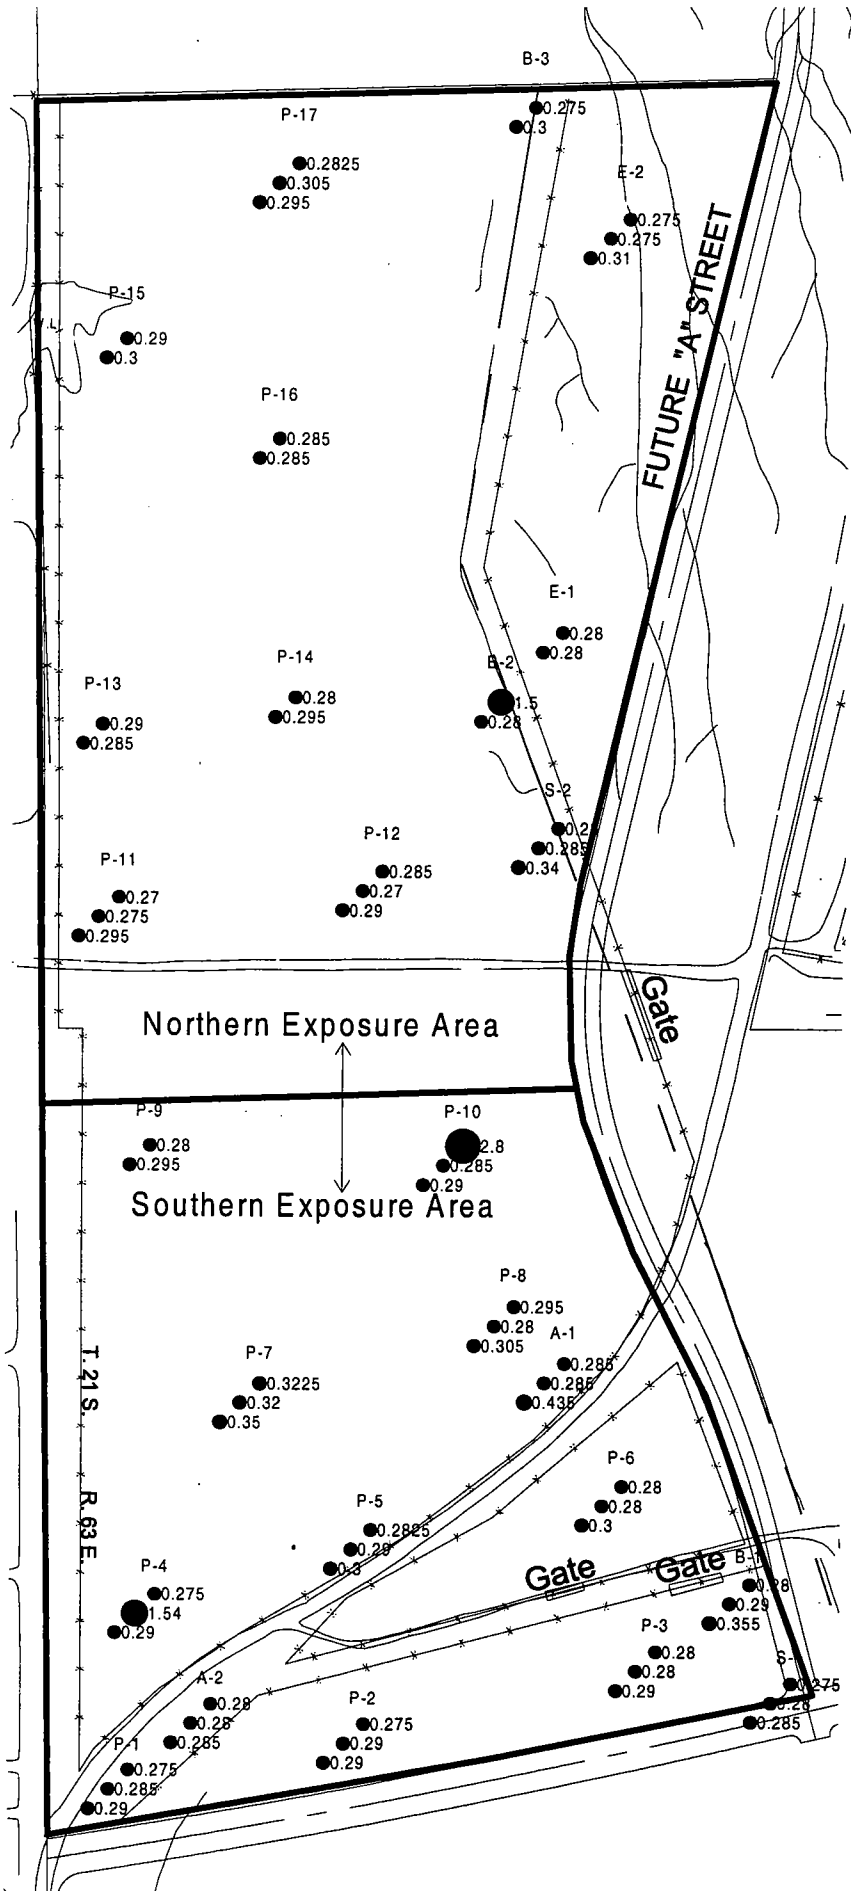 B-3
0.275
0.3
P-17
0.2825
0.305
0.295
E-2
0.275
0.275
0.31
FUTURE "A" STREET
P-15
0.29
0.3
P-16
0.285
0.285
E-1
0.28
0.28
B-2
1.5
0.28
P-14
0.28
0.295
P-13
0.29
0.285
S-2
0.285
0.34
P-12
0.285
0.27
0.29
P-11
0.27
0.275
0.295
Gate
Northern Exposure Area
P-9
0.28
0.295
P-10
2.8
0.285
0.29
Southern Exposure Area
P-8
0.295
0.28
0.305
A-1
0.285
0.285
0.435
P-7
0.3225
0.32
0.35
T. 21 S. R. 63 E.
P-6
0.28
0.28
0.3
P-5
0.2825
0.29
0.3
Gate
Gate
B-1
0.28
0.29
0.355
P-4
0.275
1.54
0.29
P-3
0.28
0.28
0.29
S-
0.275
0.28
0.285
A-2
0.28
0.28
0.285
P-2
0.275
0.29
0.29
P-1
0.275
0.285
0.29